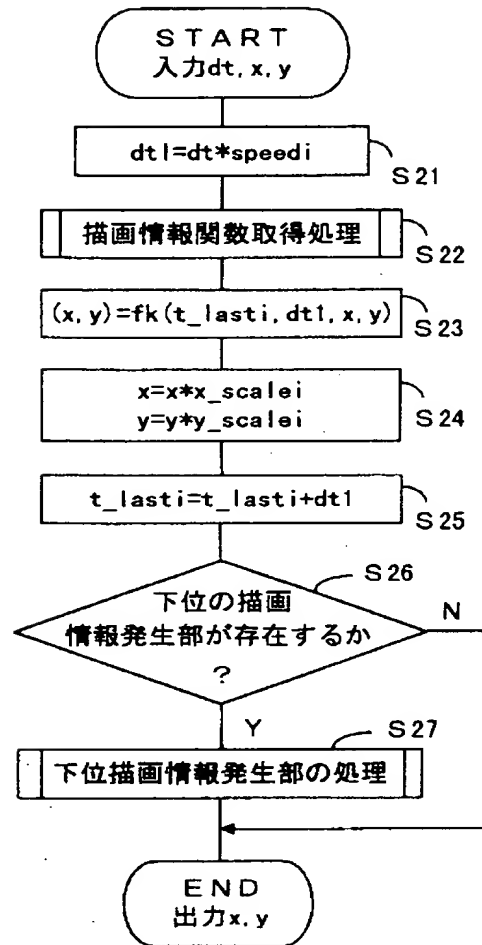 START
入力dt,x,y
dt1=dt*speedi
S21
描画情報関数取得処理
S22
(x,y)=fk(t_lasti,dt1,x,y)
S23
x=x*x_scalei
y=y*y_scalei
S24
t_lasti=t_lasti+dt1
S25
S26
下位の描画
情報発生部が存在するか
?
N
Y
S27
下位描画情報発生部の処理
END
出力x,y